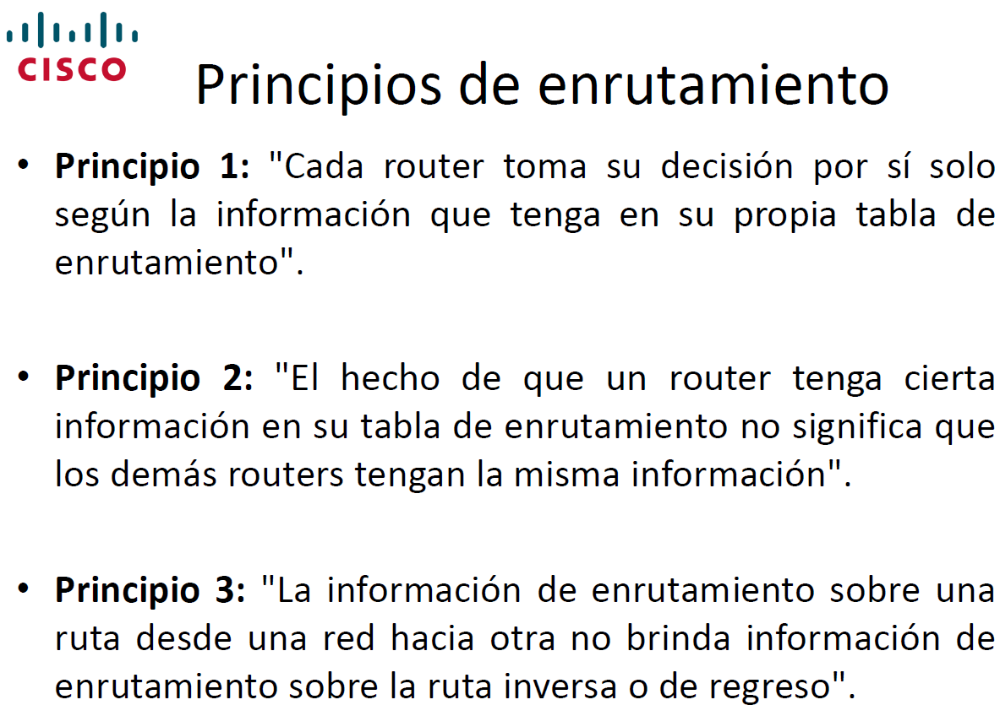 CISCO
Principios de enrutamiento
• Principio 1: "Cada router toma su decisión por sí solo
según la información que tenga en su propia tabla de
enrutamiento".
• Principio 2: "El hecho de que un router tenga cierta
información en su tabla de enrutamiento no significa que
los demás routers tengan la misma información".
• Principio 3: "La información de enrutamiento sobre una
ruta desde una red hacia otra no brinda información de
enrutamiento sobre la ruta inversa o de regreso".